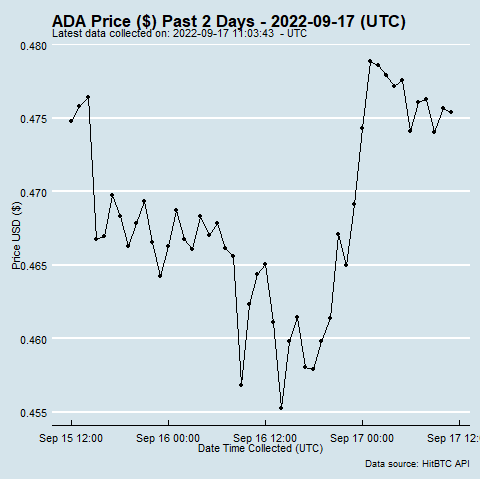 ADA Price ($) Past 2 Days - 2022-09-17 (UTC)
Latest data collected on: 2022-09-17 11:03:43 - UTC
0.480
0.475
0.470
0.465
0.460
0.455
Price USD ($)
Sep 15 12:00 Sep 16 00:00 Sep 16 12:00 Sep 17 00:00 Sep 17 12:
Date Time Collected (UTC)
Data source: HitBTC API